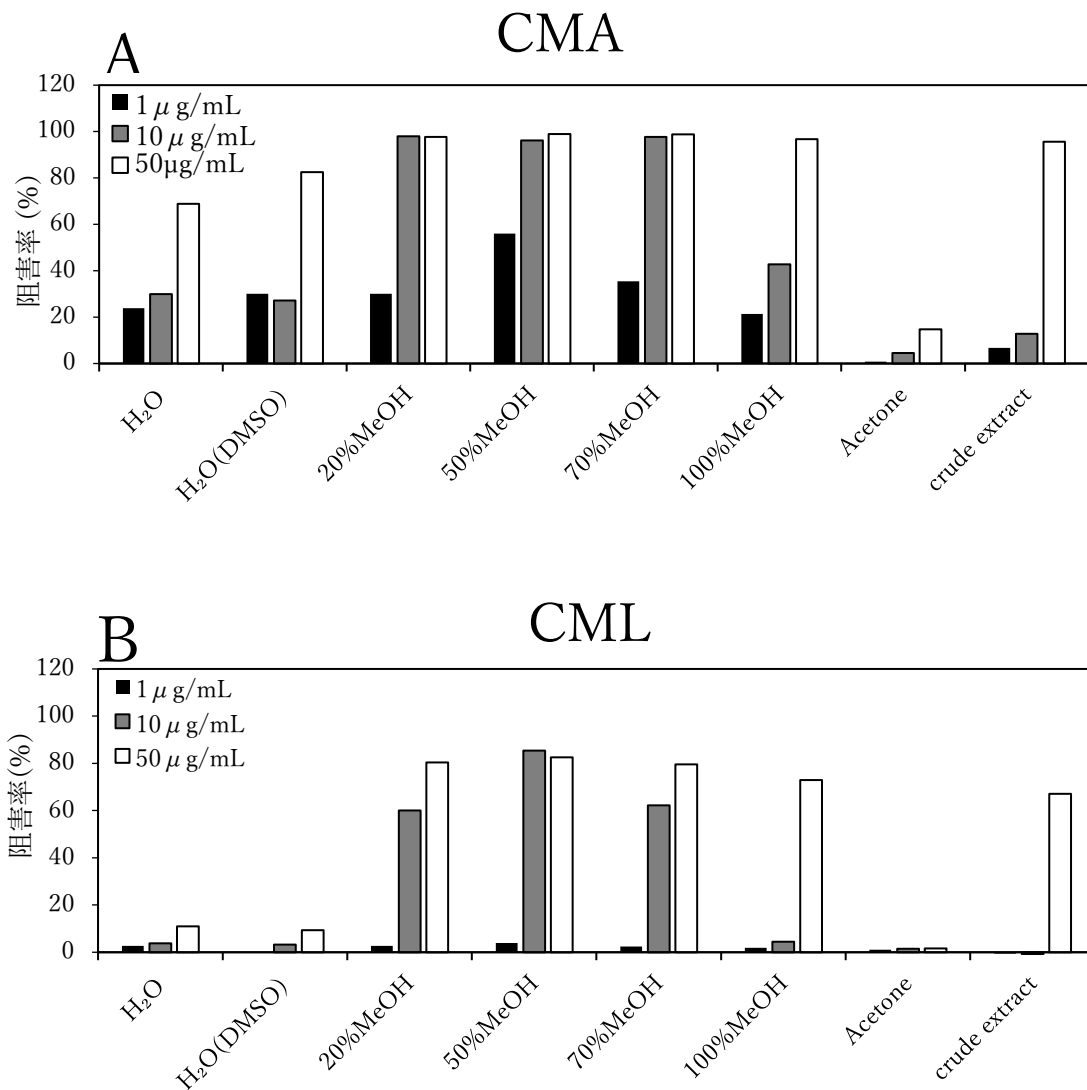 CMA
A
120
100
80
60
40
20
0
阻害率 (%)
1 μ g/mL
10 μ g/mL
50μg/mL
H₂O
H₂O(DMSO)
20%MeOH
50%MeOH
70%MeOH
100%MeOH
Acetone
crude extract
CML
B
120
100
80
60
40
20
0
阻害率(%)
1 μ g/mL
10 μ g/mL
50 μ g/mL
H₂O
H₂O(DMSO)
20%MeOH
50%MeOH
70%MeOH
100%MeOH
Acetone
crude extract